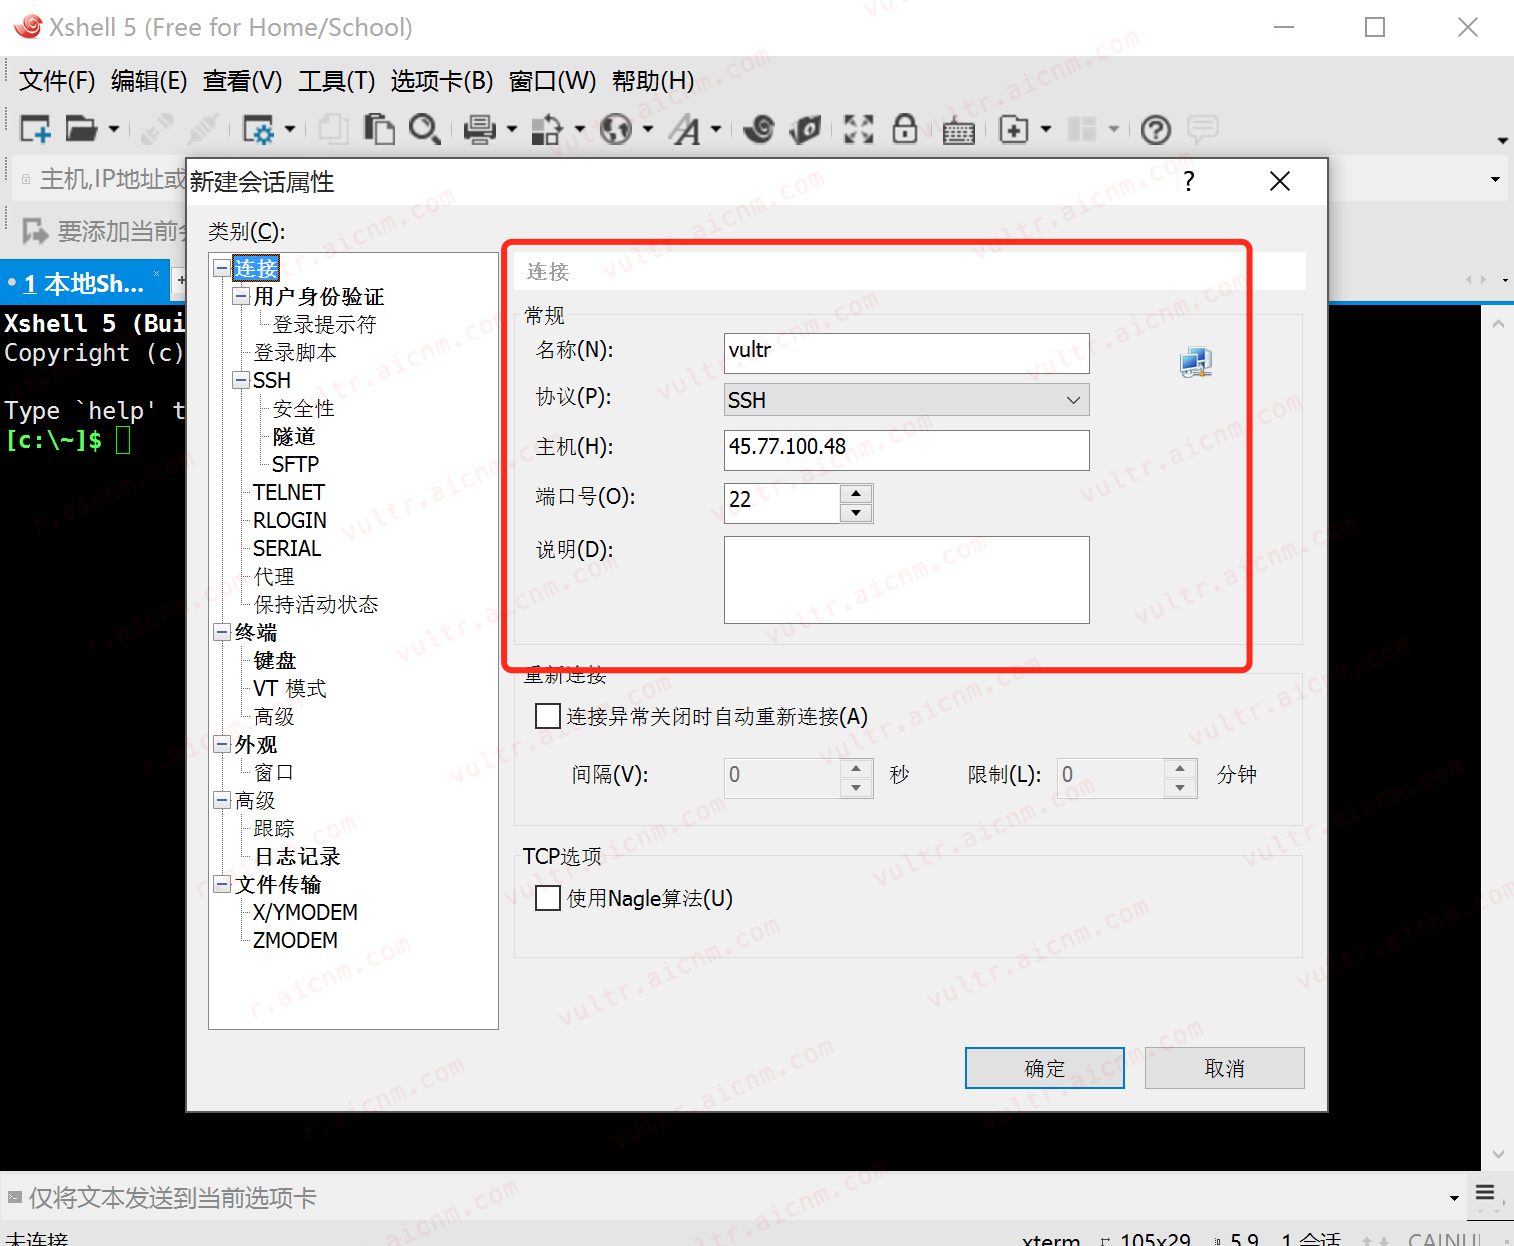 Xshell 5 (Free for Home/School)
文件(F) 编辑(E) 查看(V) 工具(T) 选项卡(B) 窗口(W) 帮助(H)
主机,IP地址或
要添加当前
1 本地Sh...
Xshell 5 (Bui
Copyright (c)
Type `help' t
[c:\~]$
新建会话属性
类别(C):
连接
用户身份验证
登录提示符
登录脚本
SSH
安全性
隧道
SFTP
TELNET
RLOGIN
SERIAL
代理
保持活动状态
终端
键盘
VT 模式
高级
外观
窗口
高级
跟踪
日志记录
文件传输
X/YMODEM
ZMODEM
连接
常规
名称(N): vultr
协议(P): SSH
主机(H): 45.77.100.48
端口号(O): 22
说明(D):
重新连接
连接异常关闭时自动重新连接(A)
间隔(V): 0 秒 限制(L): 0 分钟
TCP选项
使用Nagle算法(U)
确定 取消
仅将文本发送到当前选项卡
未连接 xterm 105x29 5,9 1 会话
vultr.aicnm.com